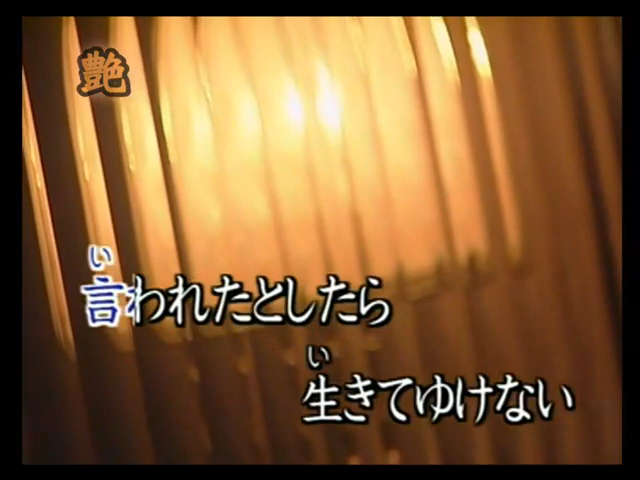 艶
い
言われたとしたら
い
生きてゆけない